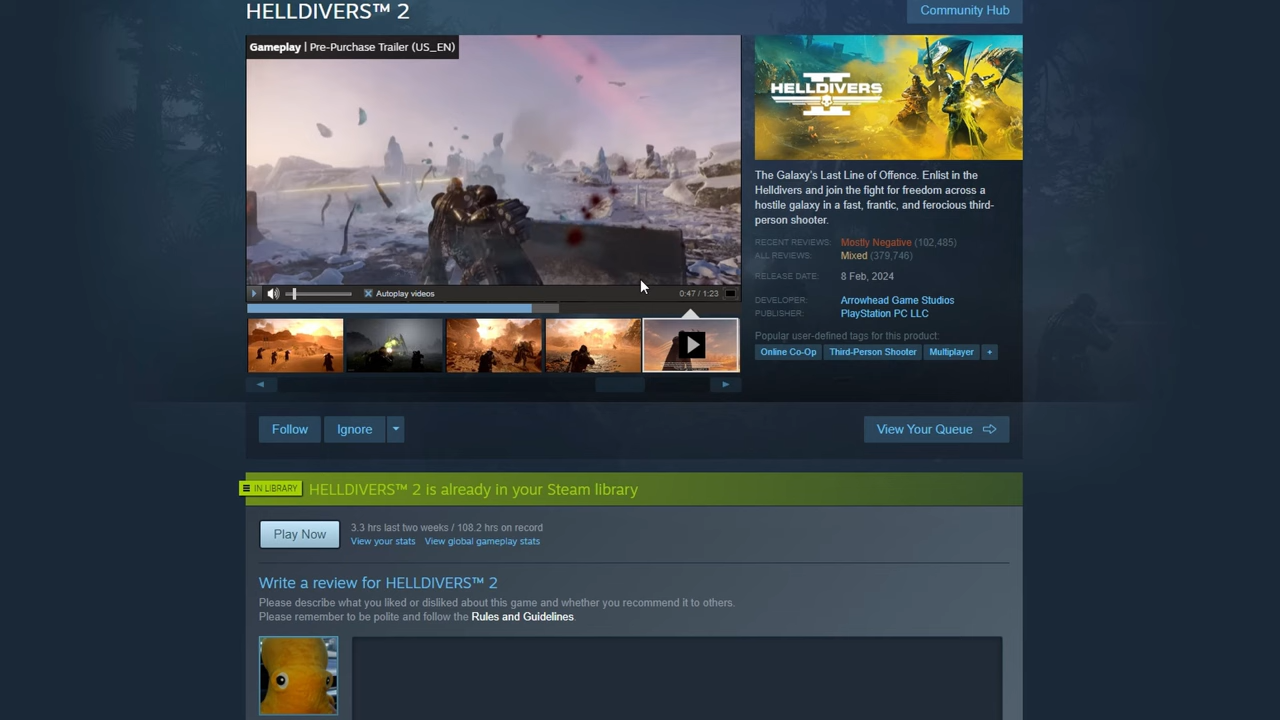 HELLDIVERS™ 2
Community Hub
Gameplay | Pre-Purchase Trailer (US_EN)
HELLDIVERS
II
The Galaxy's Last Line of Offence. Enlist in the
Helldivers and join the fight for freedom across a
hostile galaxy in a fast, frantic, and ferocious third-
person shooter.
RECENT REVIEWS: Mostly Negative (102,485)
ALL REVIEWS: Mixed (379,746)
RELEASE DATE: 8 Feb, 2024
DEVELOPER: Arrowhead Game Studios
PUBLISHER: PlayStation PC LLC
Popular user-defined tags for this product:
Online Co-Op Third-Person Shooter Multiplayer +
Autoplay videos 0:47 / 1:23
Follow Ignore View Your Queue
IN LIBRARY HELLDIVERS™ 2 is already in your Steam library
Play Now
3.3 hrs last two weeks / 108.2 hrs on record
View your stats View global gameplay stats
Write a review for HELLDIVERS™ 2
Please describe what you liked or disliked about this game and whether you recommend it to others.
Please remember to be polite and follow the Rules and Guidelines.